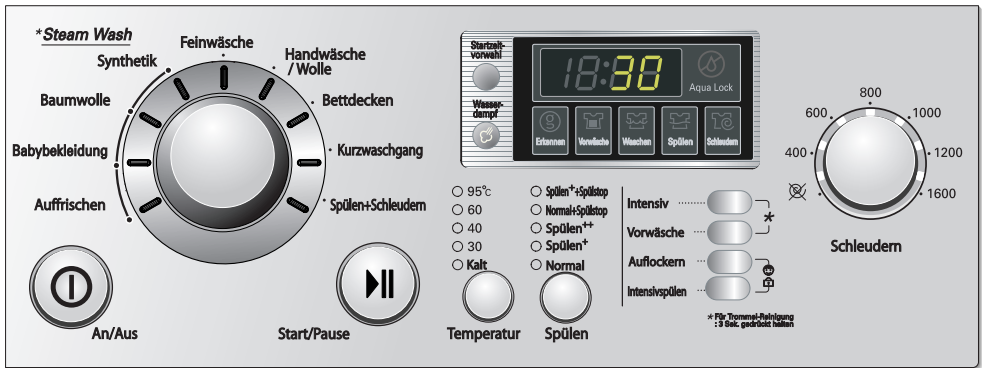 *Steam Wash
Synthetik
Feinwäsche
Handwäsche
/ Wolle
Baumwolle
Bettdecken
Babybekleidung
Kurzwaschgang
Auffrischen
Spülen+Schleudern
An/Aus
Start/Pause
Startzeit-
vorwahl
Wasser-
dampf
18:30
Aqua Lock
Erkennen
Vorwäsche
Waschen
Spülen
Schleudern
95°c
60
40
30
Kalt
Temperatur
Spülen⁺+Spülstop
Normal+Spülstop
Spülen⁺⁺
Spülen⁺
Normal
Spülen
Intensiv
Vorwäsche
*
Auflockern
Intensivspülen
* Für Trommel-Reinigung
: 3 Sek. gedrückt halten
400
600
800
1000
1200
1600
Schleudern